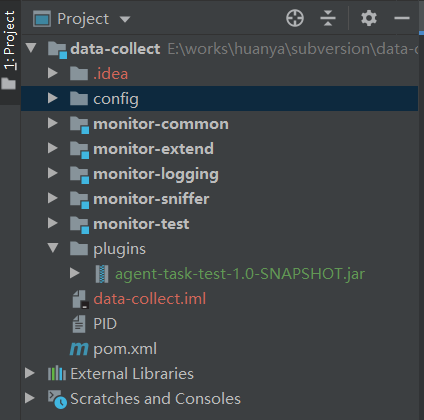 Project
1: Project
data-collect E:\works\huanya\subversion\data-c
.idea
config
monitor-common
monitor-extend
monitor-logging
monitor-sniffer
monitor-test
plugins
agent-task-test-1.0-SNAPSHOT.jar
data-collect.iml
PID
pom.xml
External Libraries
Scratches and Consoles